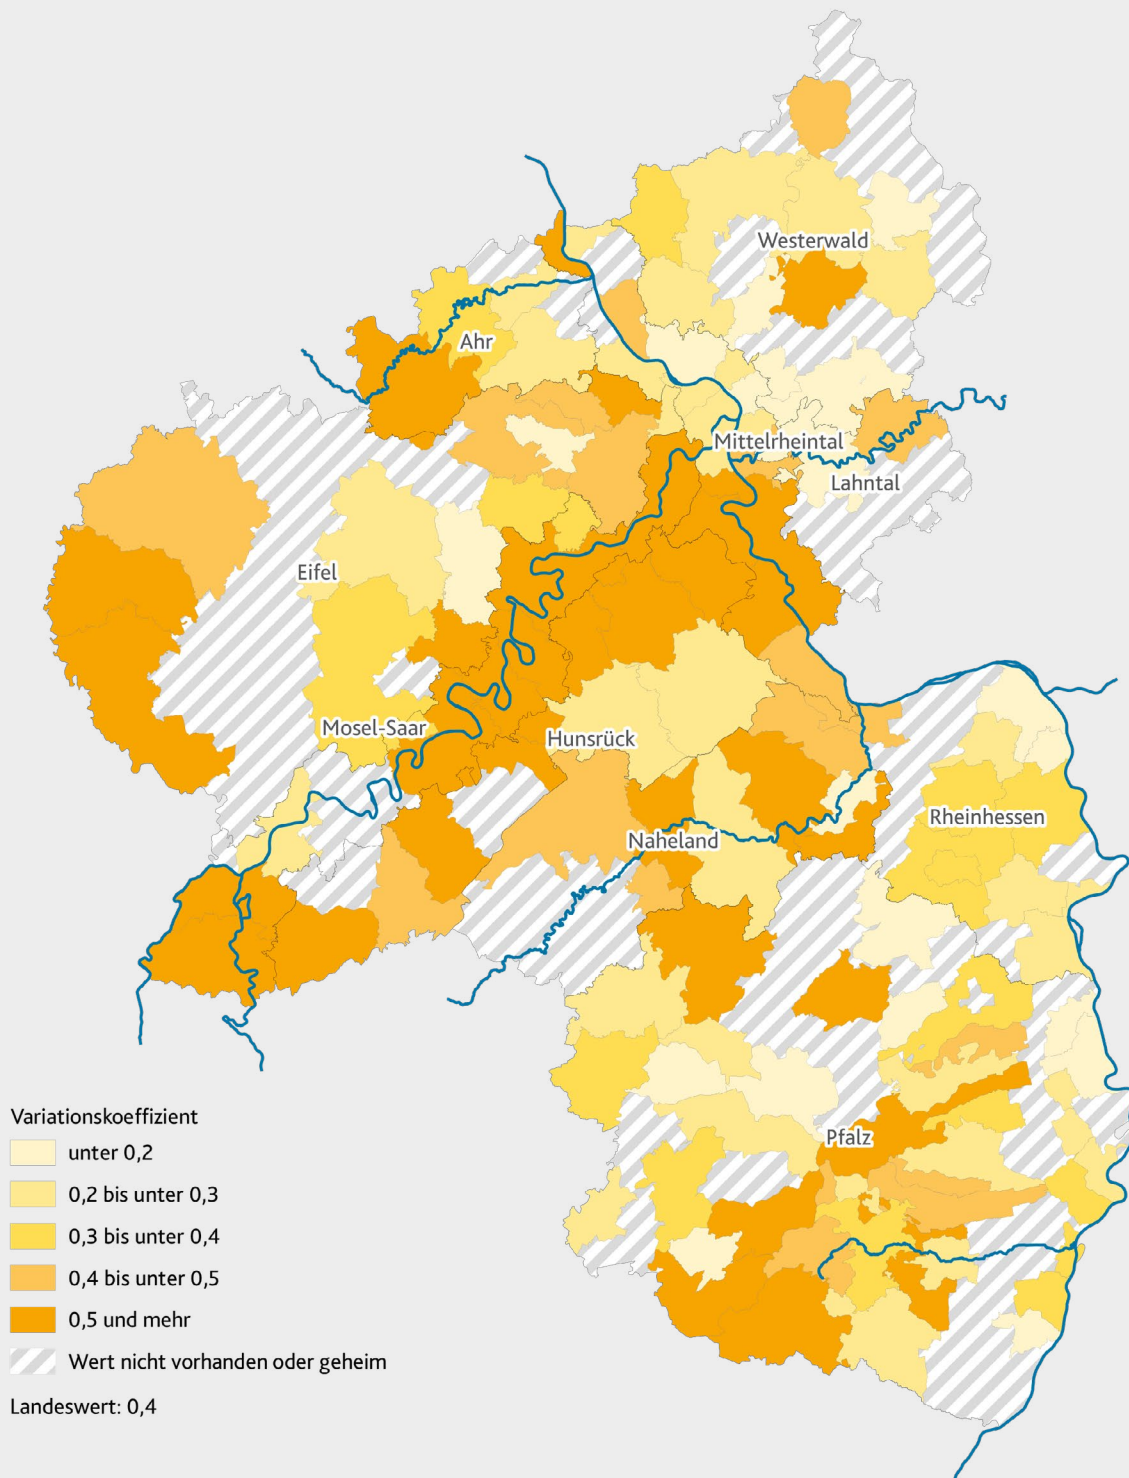 Westerwald
Ahr
Mittelrheintal
Lahntal
Eifel
Mosel-Saar
Hunsrück
Rheinhessen
Naheland
Pfalz
Variationskoeffizient
unter 0,2
0,2 bis unter 0,3
0,3 bis unter 0,4
0,4 bis unter 0,5
0,5 und mehr
Wert nicht vorhanden oder geheim
Landeswert: 0,4